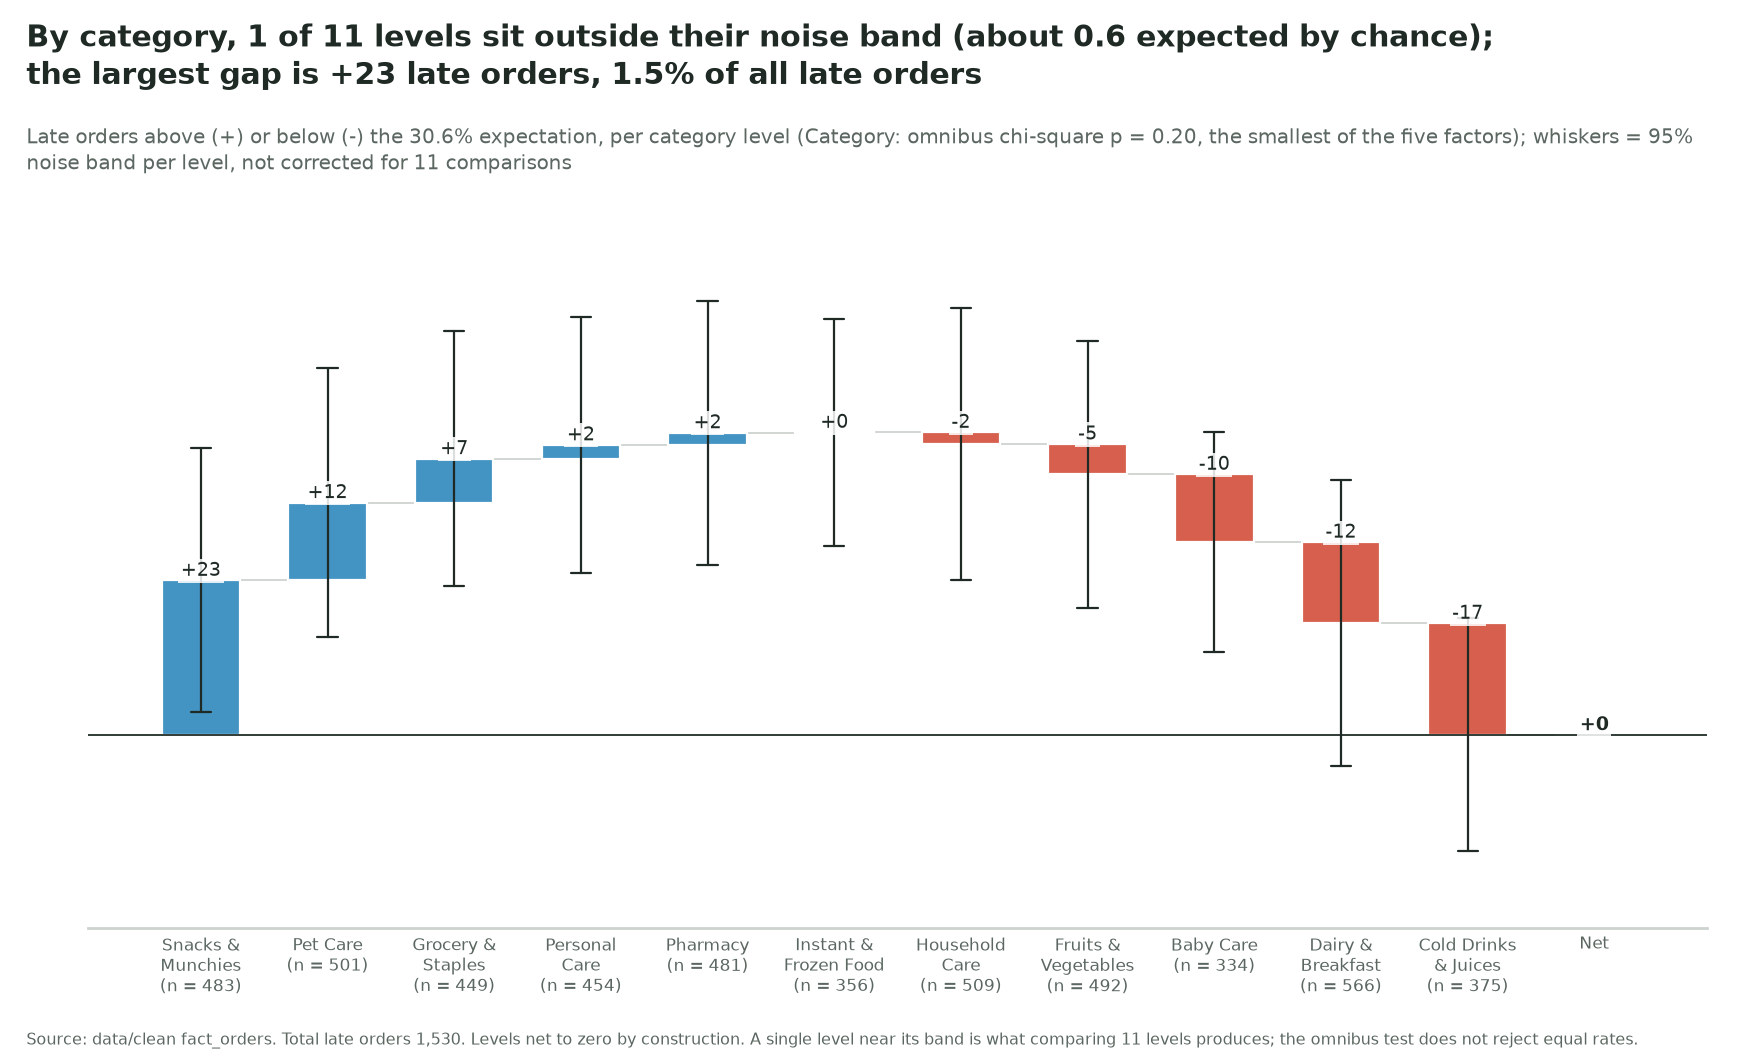 By category, 1 of 11 levels sit outside their noise band (about 0.6 expected by chance);
the largest gap is +23 late orders, 1.5% of all late orders
Late orders above (+) or below (-) the 30.6% expectation, per category level (Category: omnibus chi-square p = 0.20, the smallest of the five factors); whiskers = 95%
noise band per level, not corrected for 11 comparisons
+23
+12
+7
+2
+2
+0
-2
-5
-10
-12
-17
+0
Snacks &
Munchies
(n = 483)
Pet Care
(n = 501)
Grocery &
Staples
(n = 449)
Personal
Care
(n = 454)
Pharmacy
(n = 481)
Instant &
Frozen Food
(n = 356)
Household
Care
(n = 509)
Fruits &
Vegetables
(n = 492)
Baby Care
(n = 334)
Dairy &
Breakfast
(n = 566)
Cold Drinks
& Juices
(n = 375)
Net
Source: data/clean fact_orders. Total late orders 1,530. Levels net to zero by construction. A single level near its band is what comparing 11 levels produces; the omnibus test does not reject equal rates.